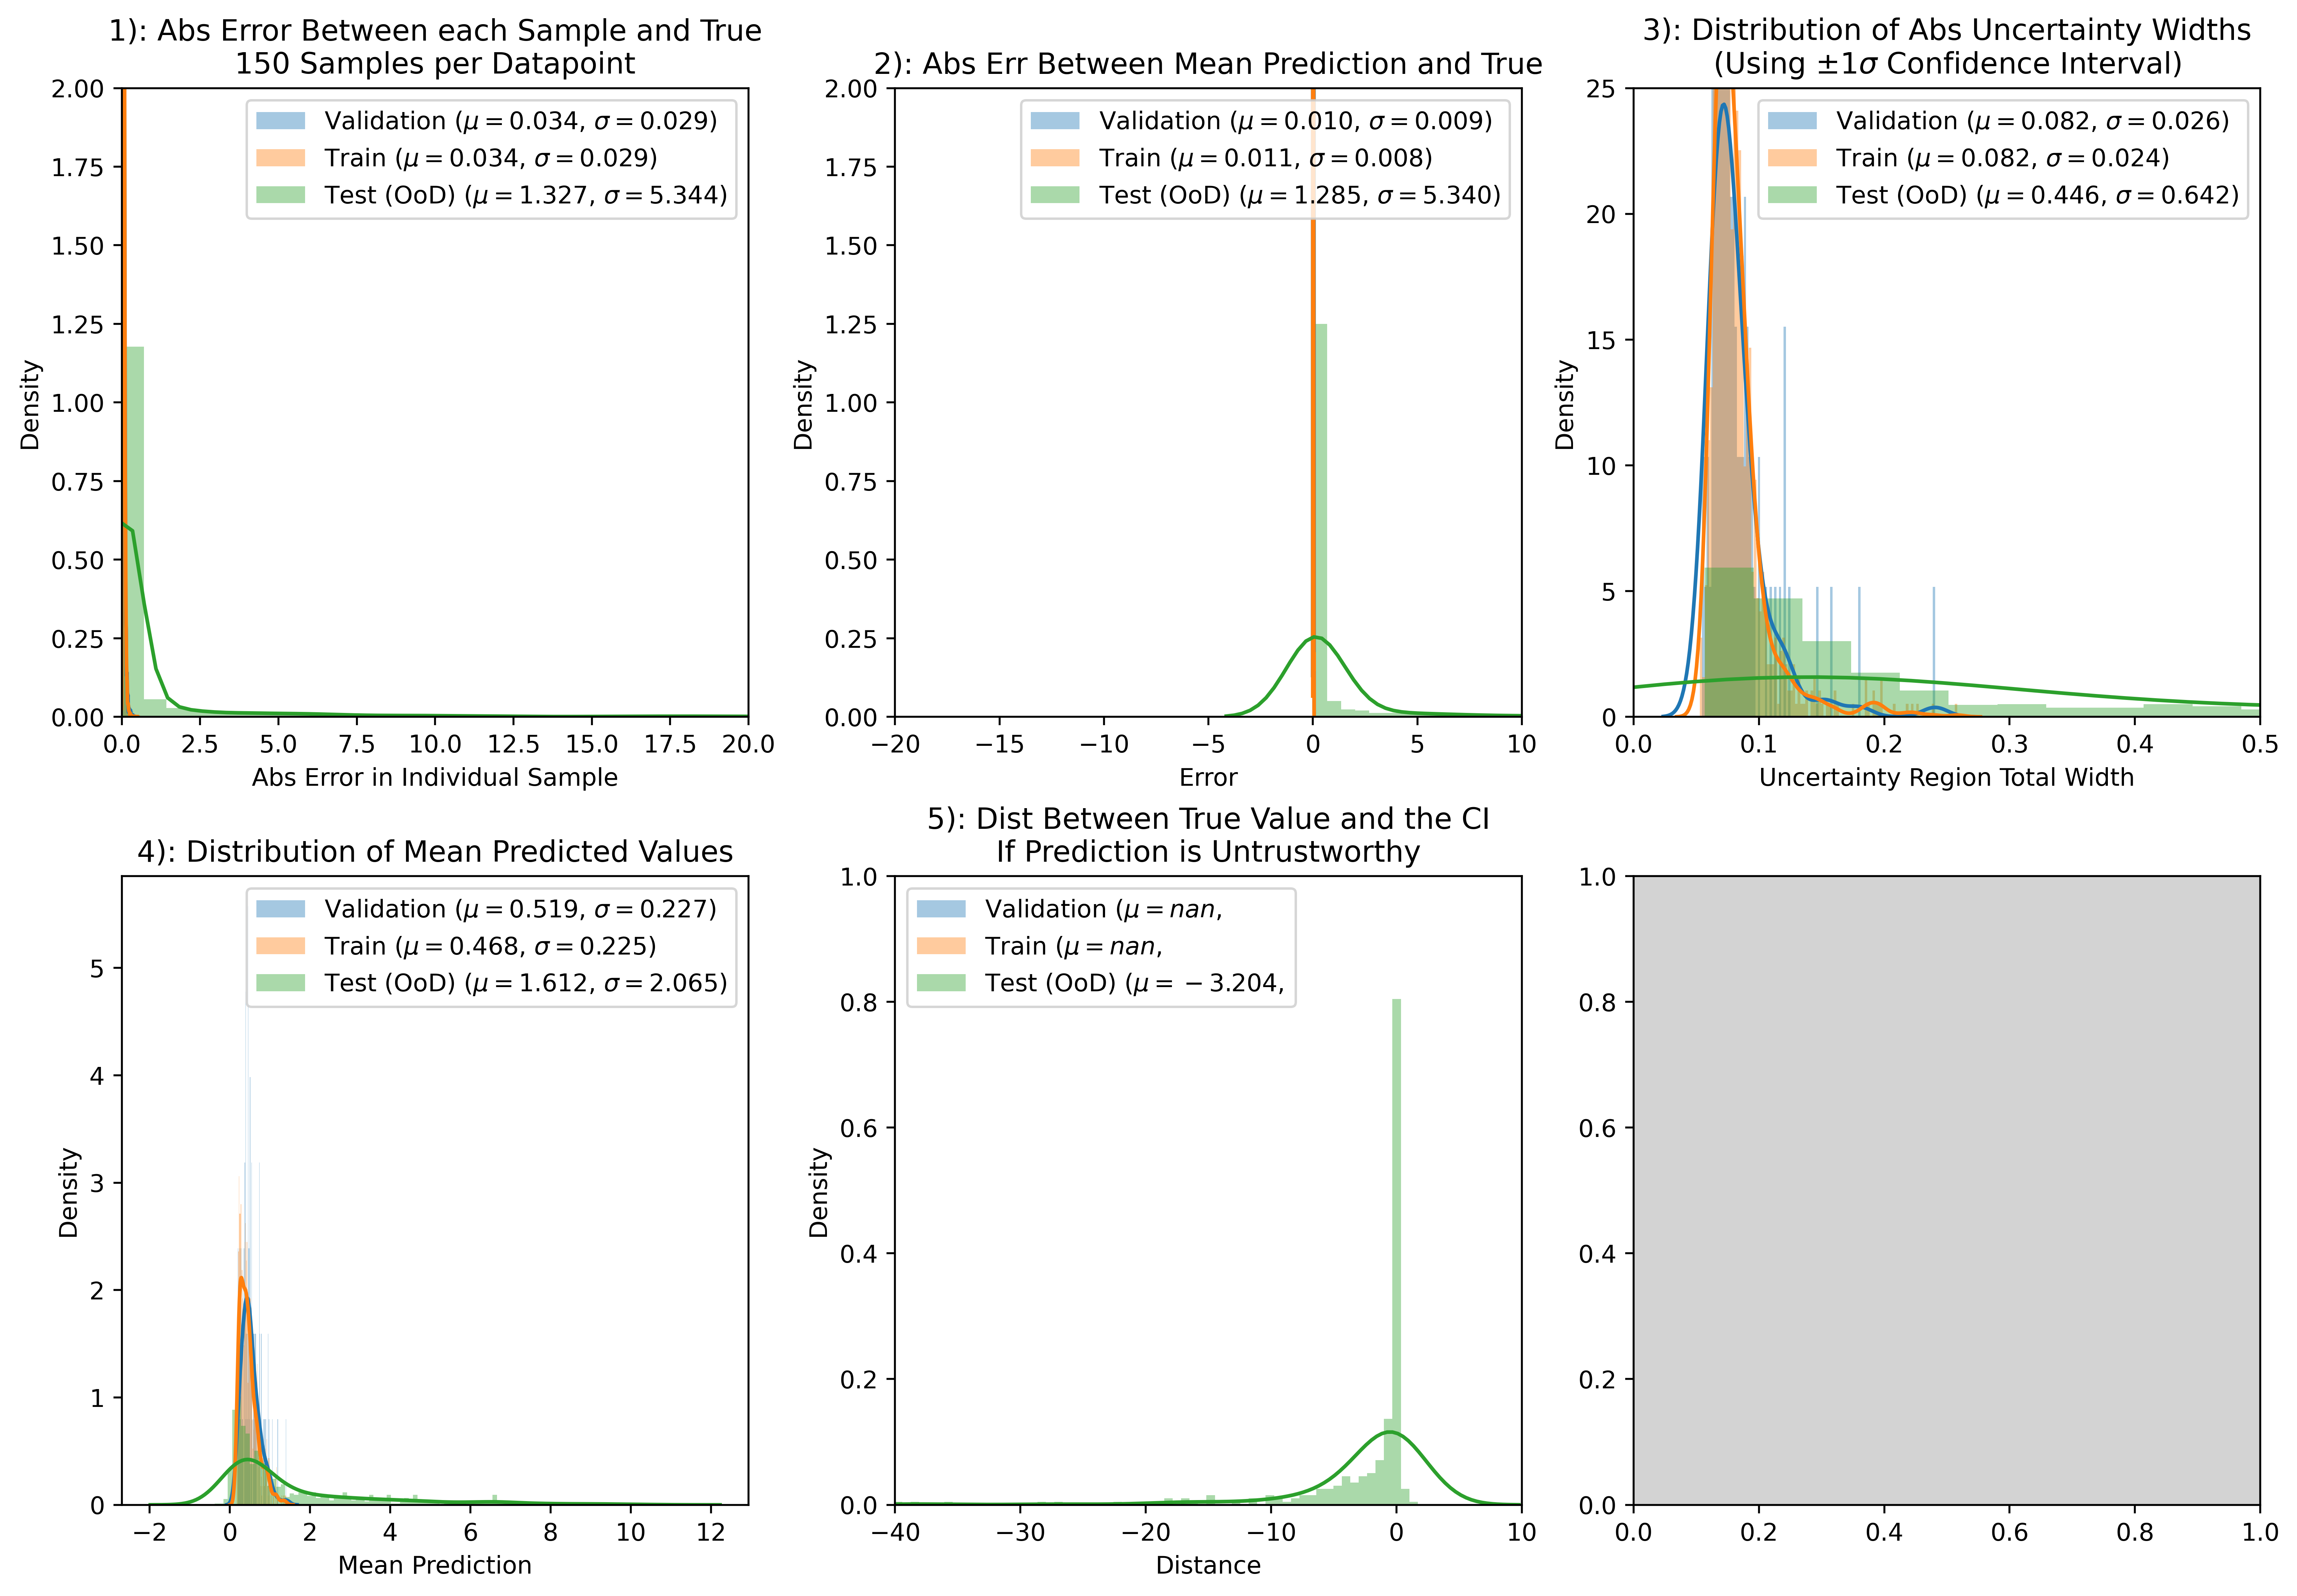 1): Abs Error Between each Sample and True
150 Samples per Datapoint
2.00
1.75
1.50
1.25
1.00
0.75
0.50
0.25
0.00
Density
Validation (μ = 0.034, σ = 0.029)
Train (μ = 0.034, σ = 0.029)
Test (OoD) (μ = 1.327, σ = 5.344)
0.0 2.5 5.0 7.5 10.0 12.5 15.0 17.5 20.0
Abs Error in Individual Sample
2): Abs Err Between Mean Prediction and True
2.00
1.75
1.50
1.25
1.00
0.75
0.50
0.25
0.00
Density
Validation (μ = 0.010, σ = 0.009)
Train (μ = 0.011, σ = 0.008)
Test (OoD) (μ = 1.285, σ = 5.340)
−20 −15 −10 −5 0 5 10
Error
3): Distribution of Abs Uncertainty Widths
(Using ±1σ Confidence Interval)
25
20
15
10
5
0
Density
Validation (μ = 0.082, σ = 0.026)
Train (μ = 0.082, σ = 0.024)
Test (OoD) (μ = 0.446, σ = 0.642)
0.0 0.1 0.2 0.3 0.4 0.5
Uncertainty Region Total Width
4): Distribution of Mean Predicted Values
5
4
3
2
1
0
Density
Validation (μ = 0.519, σ = 0.227)
Train (μ = 0.468, σ = 0.225)
Test (OoD) (μ = 1.612, σ = 2.065)
−2 0 2 4 6 8 10 12
Mean Prediction
5): Dist Between True Value and the CI
If Prediction is Untrustworthy
1.0
0.8
0.6
0.4
0.2
0.0
Density
Validation (μ = nan,
Train (μ = nan,
Test (OoD) (μ = − 3.204,
−40 −30 −20 −10 0 10
Distance
1.0
0.8
0.6
0.4
0.2
0.0
0.0 0.2 0.4 0.6 0.8 1.0